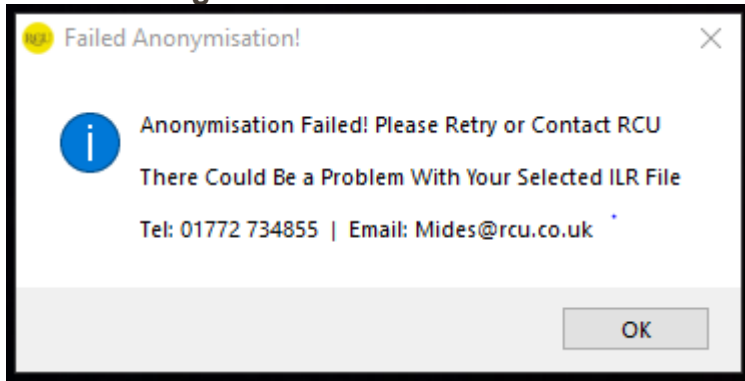 RCU Failed Anonymisation!
Anonymisation Failed! Please Retry or Contact RCU
There Could Be a Problem With Your Selected ILR File
Tel: 01772 734855 | Email: Mides@rcu.co.uk
OK